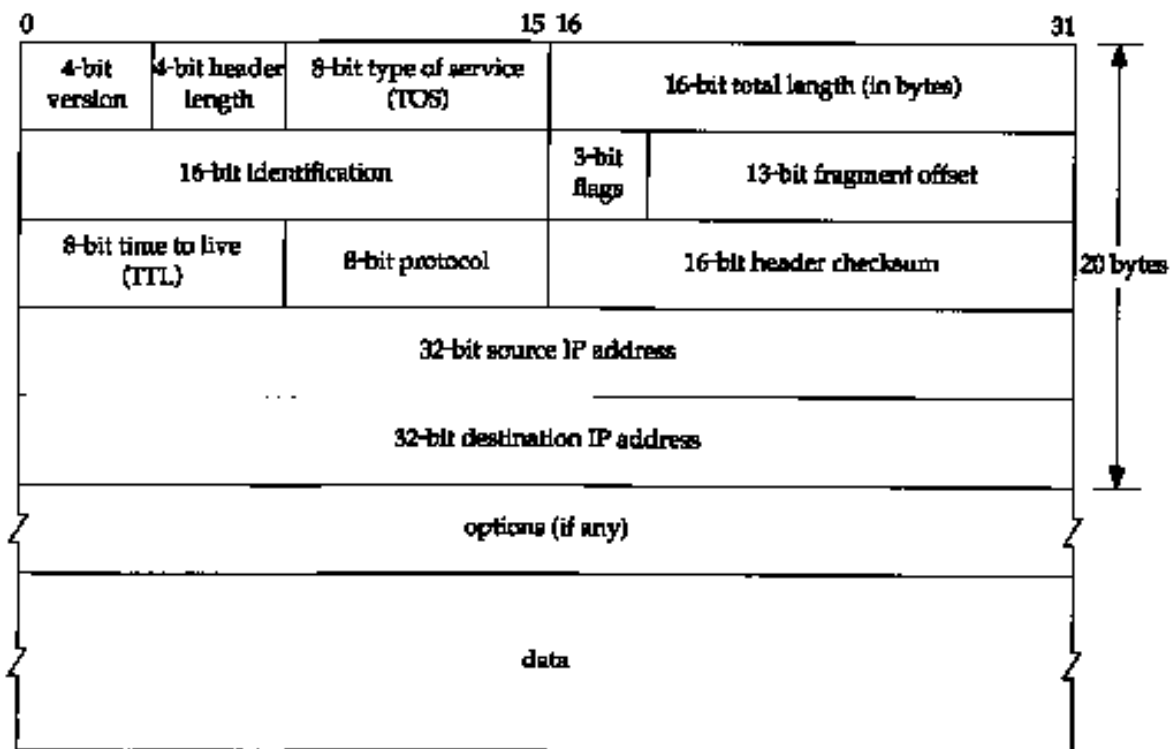 0 15 16 31
4-bit version
4-bit header length
8-bit type of service (TOS)
16-bit total length (in bytes)
16-bit identification
3-bit flags
13-bit fragment offset
8-bit time to live (TTL)
8-bit protocol
16-bit header checksum
20 bytes
32-bit source IP address
32-bit destination IP address
options (if any)
data